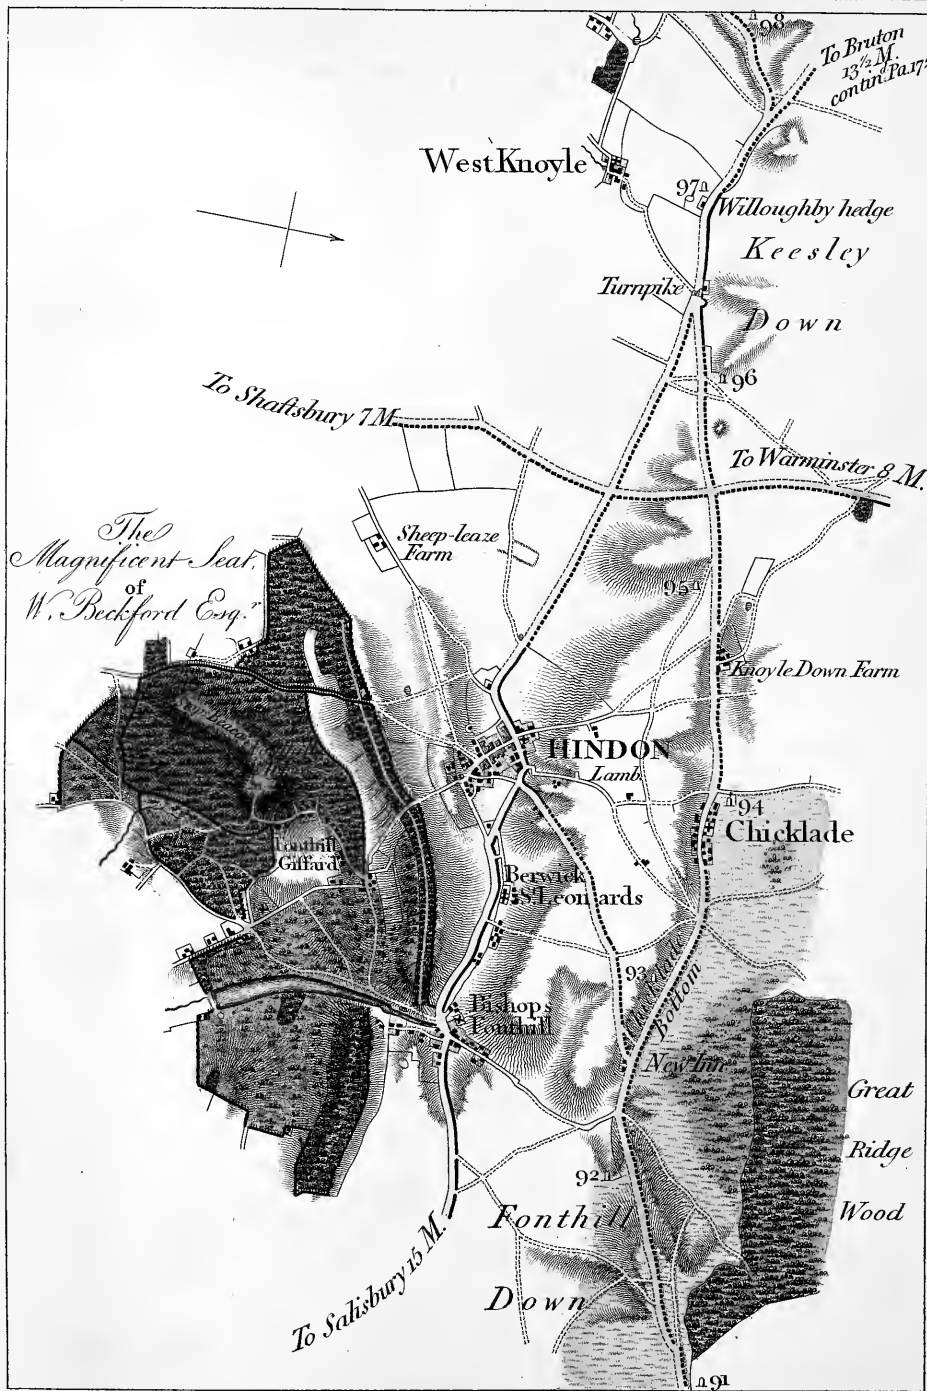 98
To Bruton
13½ M.
contin.d Pa.17
West Knoyle
97
Willoughby hedge
Keesley
Turnpike
Down
96
To Shaftsbury 7 M
To Warminster 8 M.
The
Magnificent Seat,
of
W. Beckford Esq.r
Sheep-leaze
Farm
95
Knoyle Down Farm
HINDON
Lamb
94
Chicklade
Fonthill
Giffard
Berwick
S.t Leonards
93
Chicklade
Bottom
Bishops
Fonthill
New Inn
Great
Ridge
Wood
92
Fonthill
Down
To Salisbury 15 M.
91